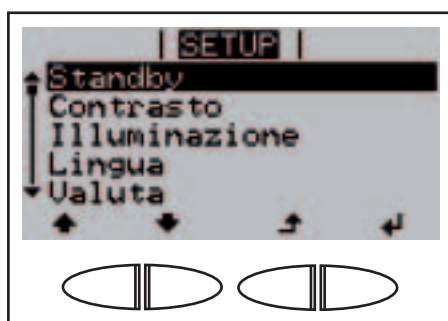 SETUP
Standby
Contrasto
Illuminazione
Lingua
Valuta